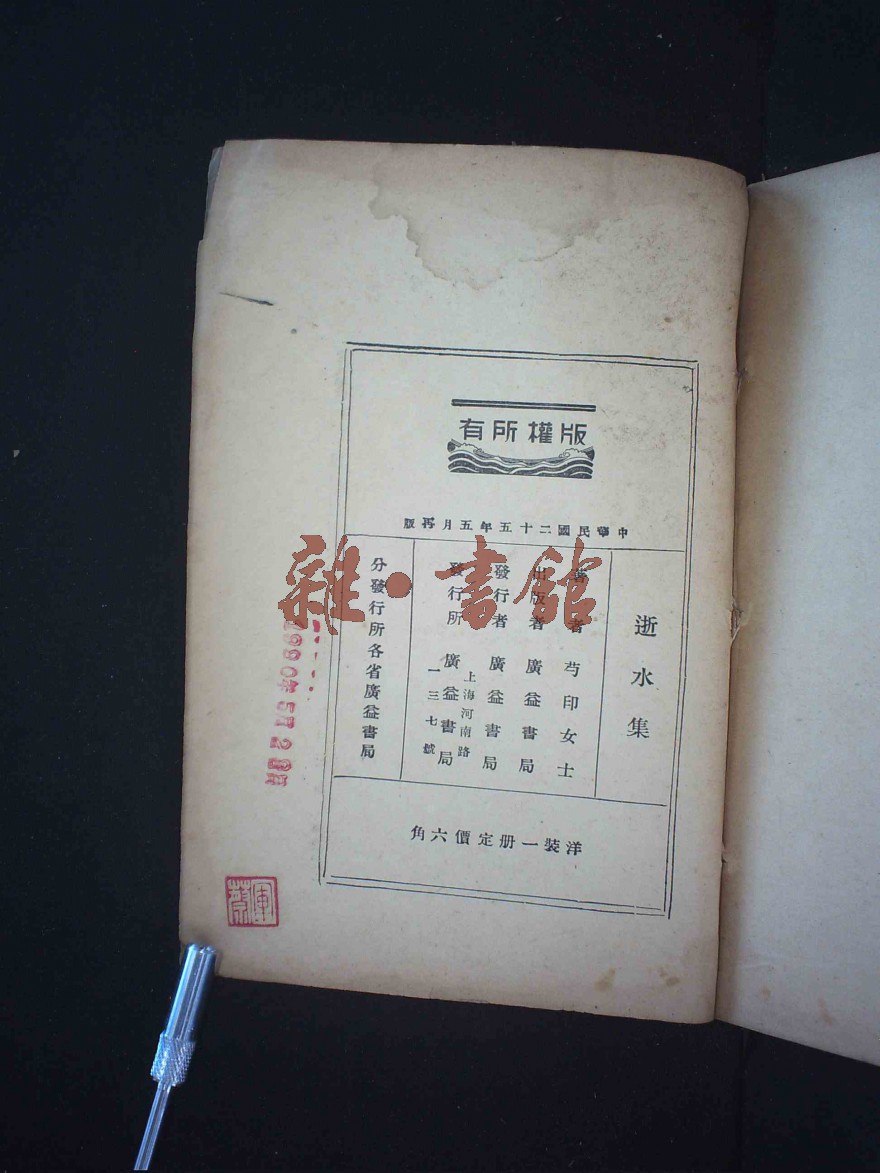 版權所有
中華民國二十五年五月再版
逝水集
著者 芍印女士
出版者 廣益書局
發行者 廣益書局
發行所 廣益書局
上海河南路
一三七號
分發行所各省廣益書局
洋裝一册定價六角
雜·書館